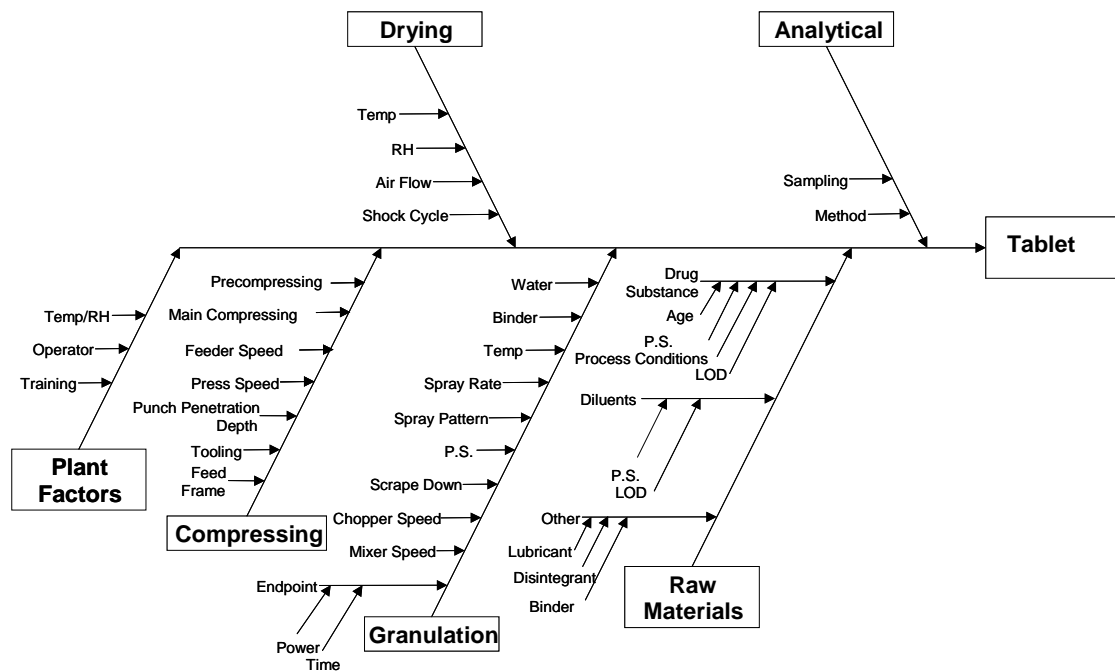 Drying
Analytical
Temp
RH
Air Flow
Shock Cycle
Sampling
Method
Tablet
Temp/RH
Operator
Training
Plant
Factors
Precompressing
Main Compressing
Feeder Speed
Press Speed
Punch Penetration
Depth
Tooling
Feed
Frame
Compressing
Water
Binder
Temp
Spray Rate
Spray Pattern
P.S.
Scrape Down
Chopper Speed
Mixer Speed
Endpoint
Power
Time
Granulation
Drug
Substance
Age
P.S.
Process Conditions
LOD
Diluents
P.S.
LOD
Other
Lubricant
Disintegrant
Binder
Raw
Materials